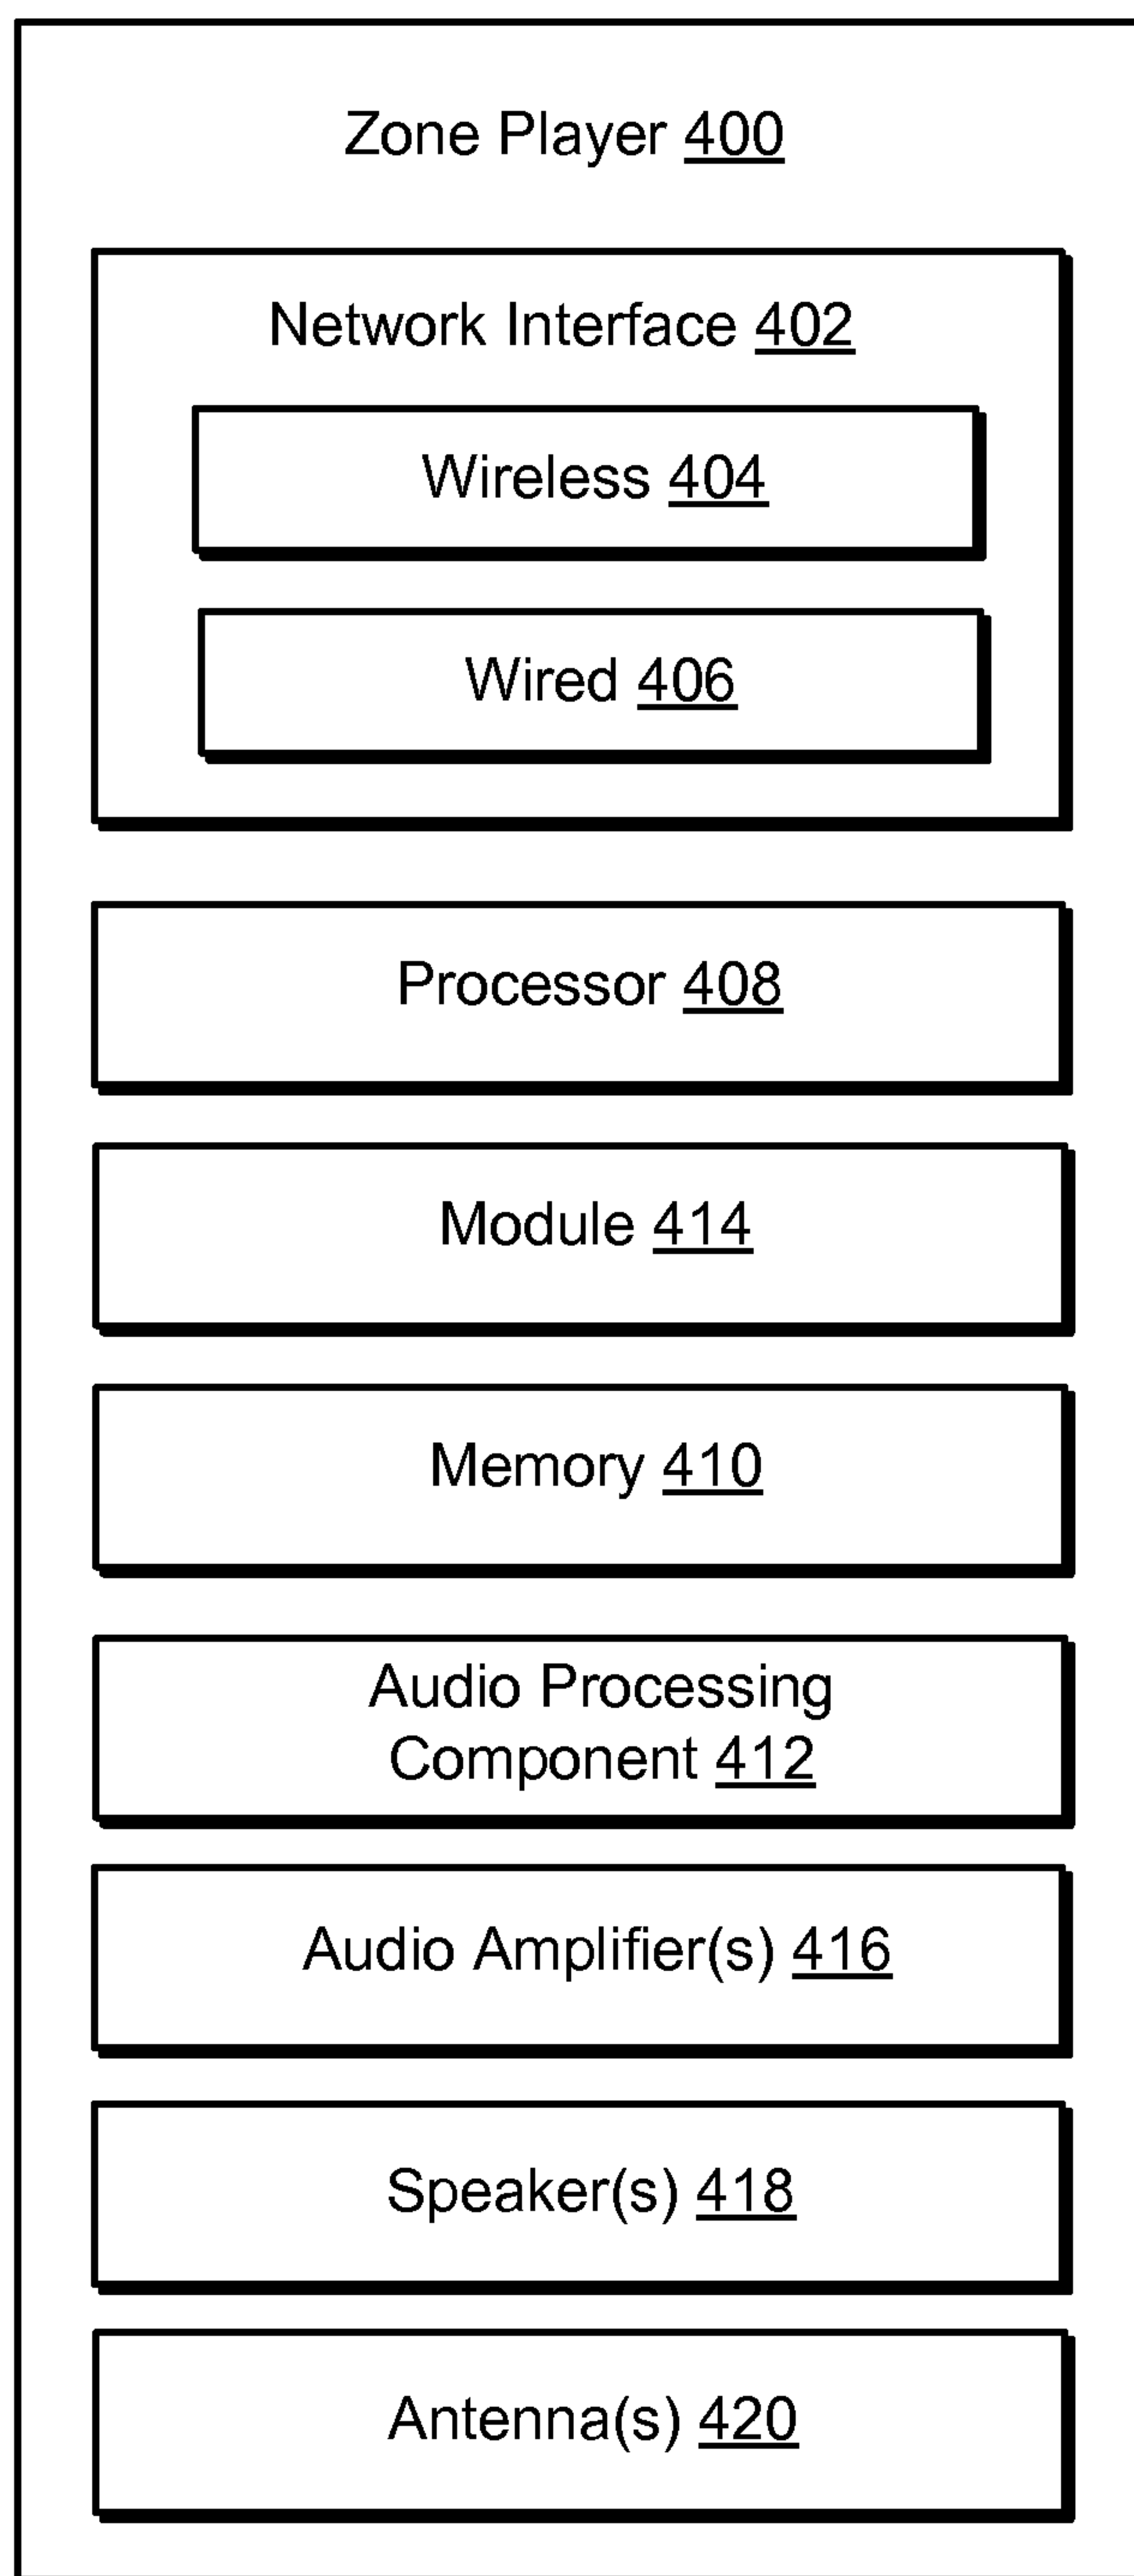 Zone Player 400
Network Interface 402
Wireless 404
Wired 406
Processor 408
Module 414
Memory 410
Audio Processing
Component 412
Audio Amplifier(s) 416
Speaker(s) 418
Antenna(s) 420